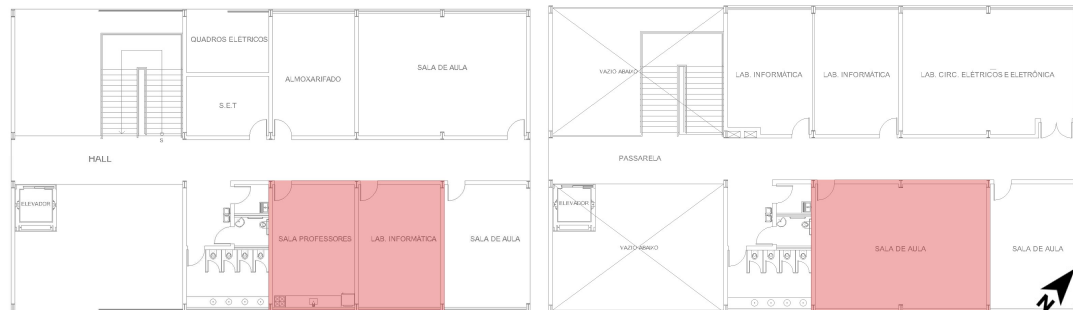 QUADROS ELÉTRICOS
ALMOXARIFADO
SALA DE AULA
S.E.T
S
HALL
ELEVADOR
SALA PROFESSORES
LAB. INFORMÁTICA
SALA DE AULA
VAZIO ABAIXO
LAB. INFORMÁTICA
LAB. INFORMÁTICA
LAB. CIRC. ELÉTRICOS E ELETRÔNICA
PASSARELA
ELEVADOR
VAZIO ABAIXO
SALA DE AULA
SALA DE AULA
N